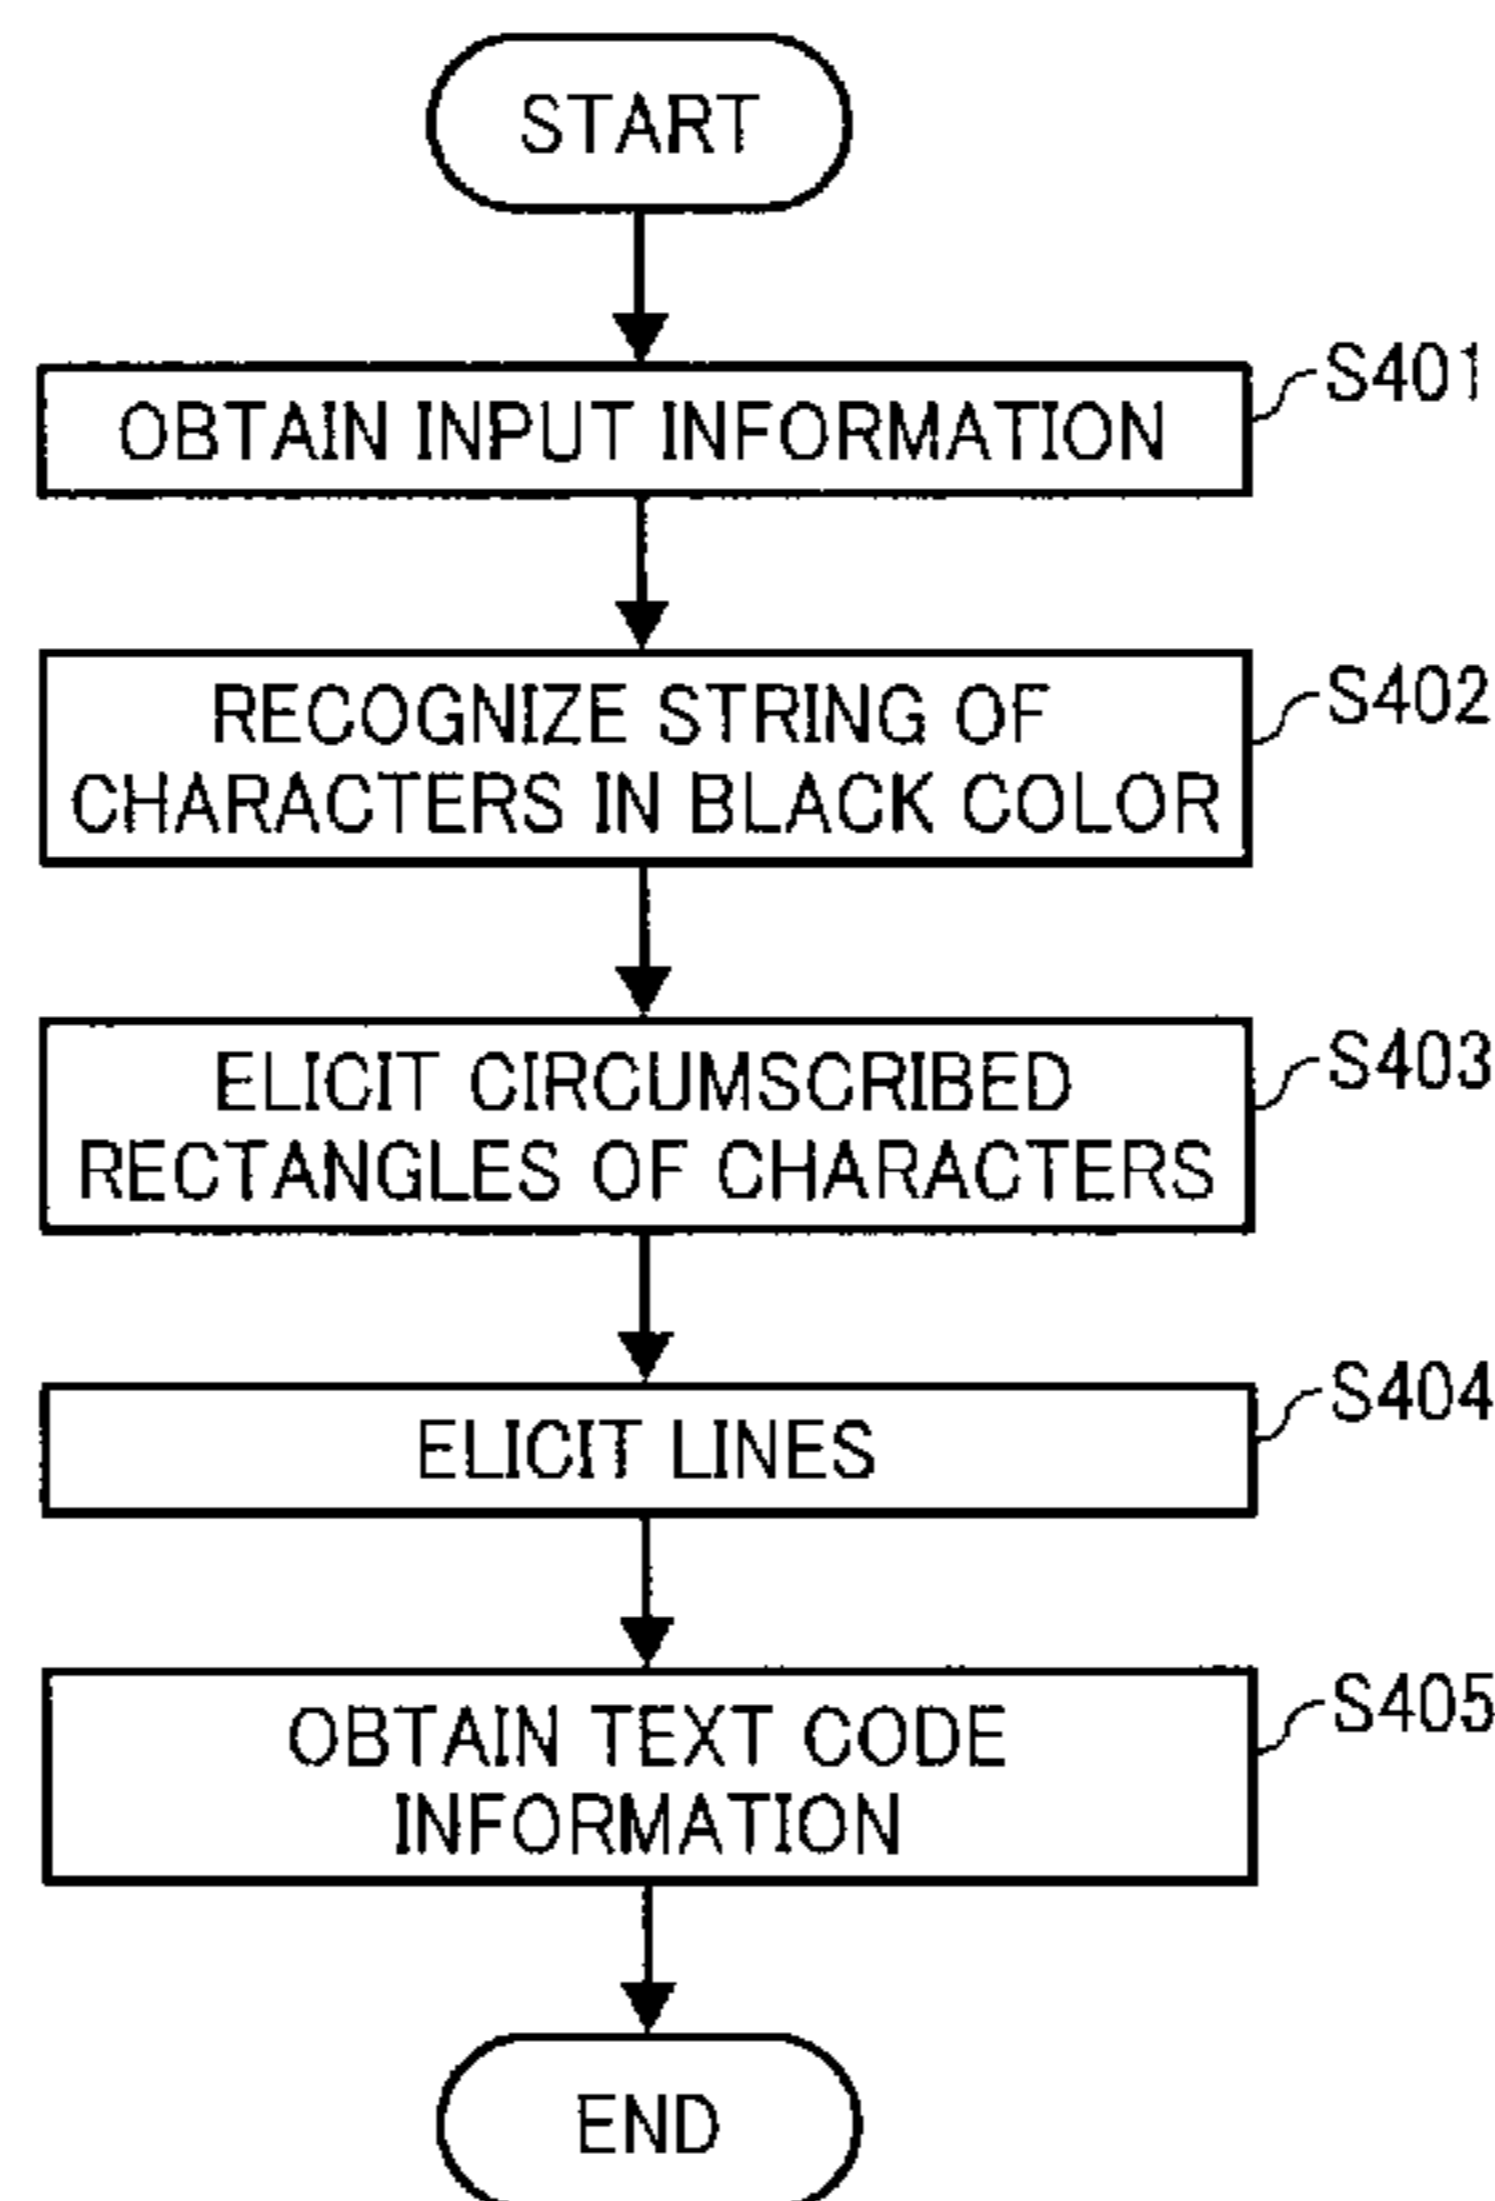 START
OBTAIN INPUT INFORMATION
S401
RECOGNIZE STRING OF
CHARACTERS IN BLACK COLOR
S402
ELICIT CIRCUMSCRIBED
RECTANGLES OF CHARACTERS
S403
ELICIT LINES
S404
OBTAIN TEXT CODE
INFORMATION
S405
END